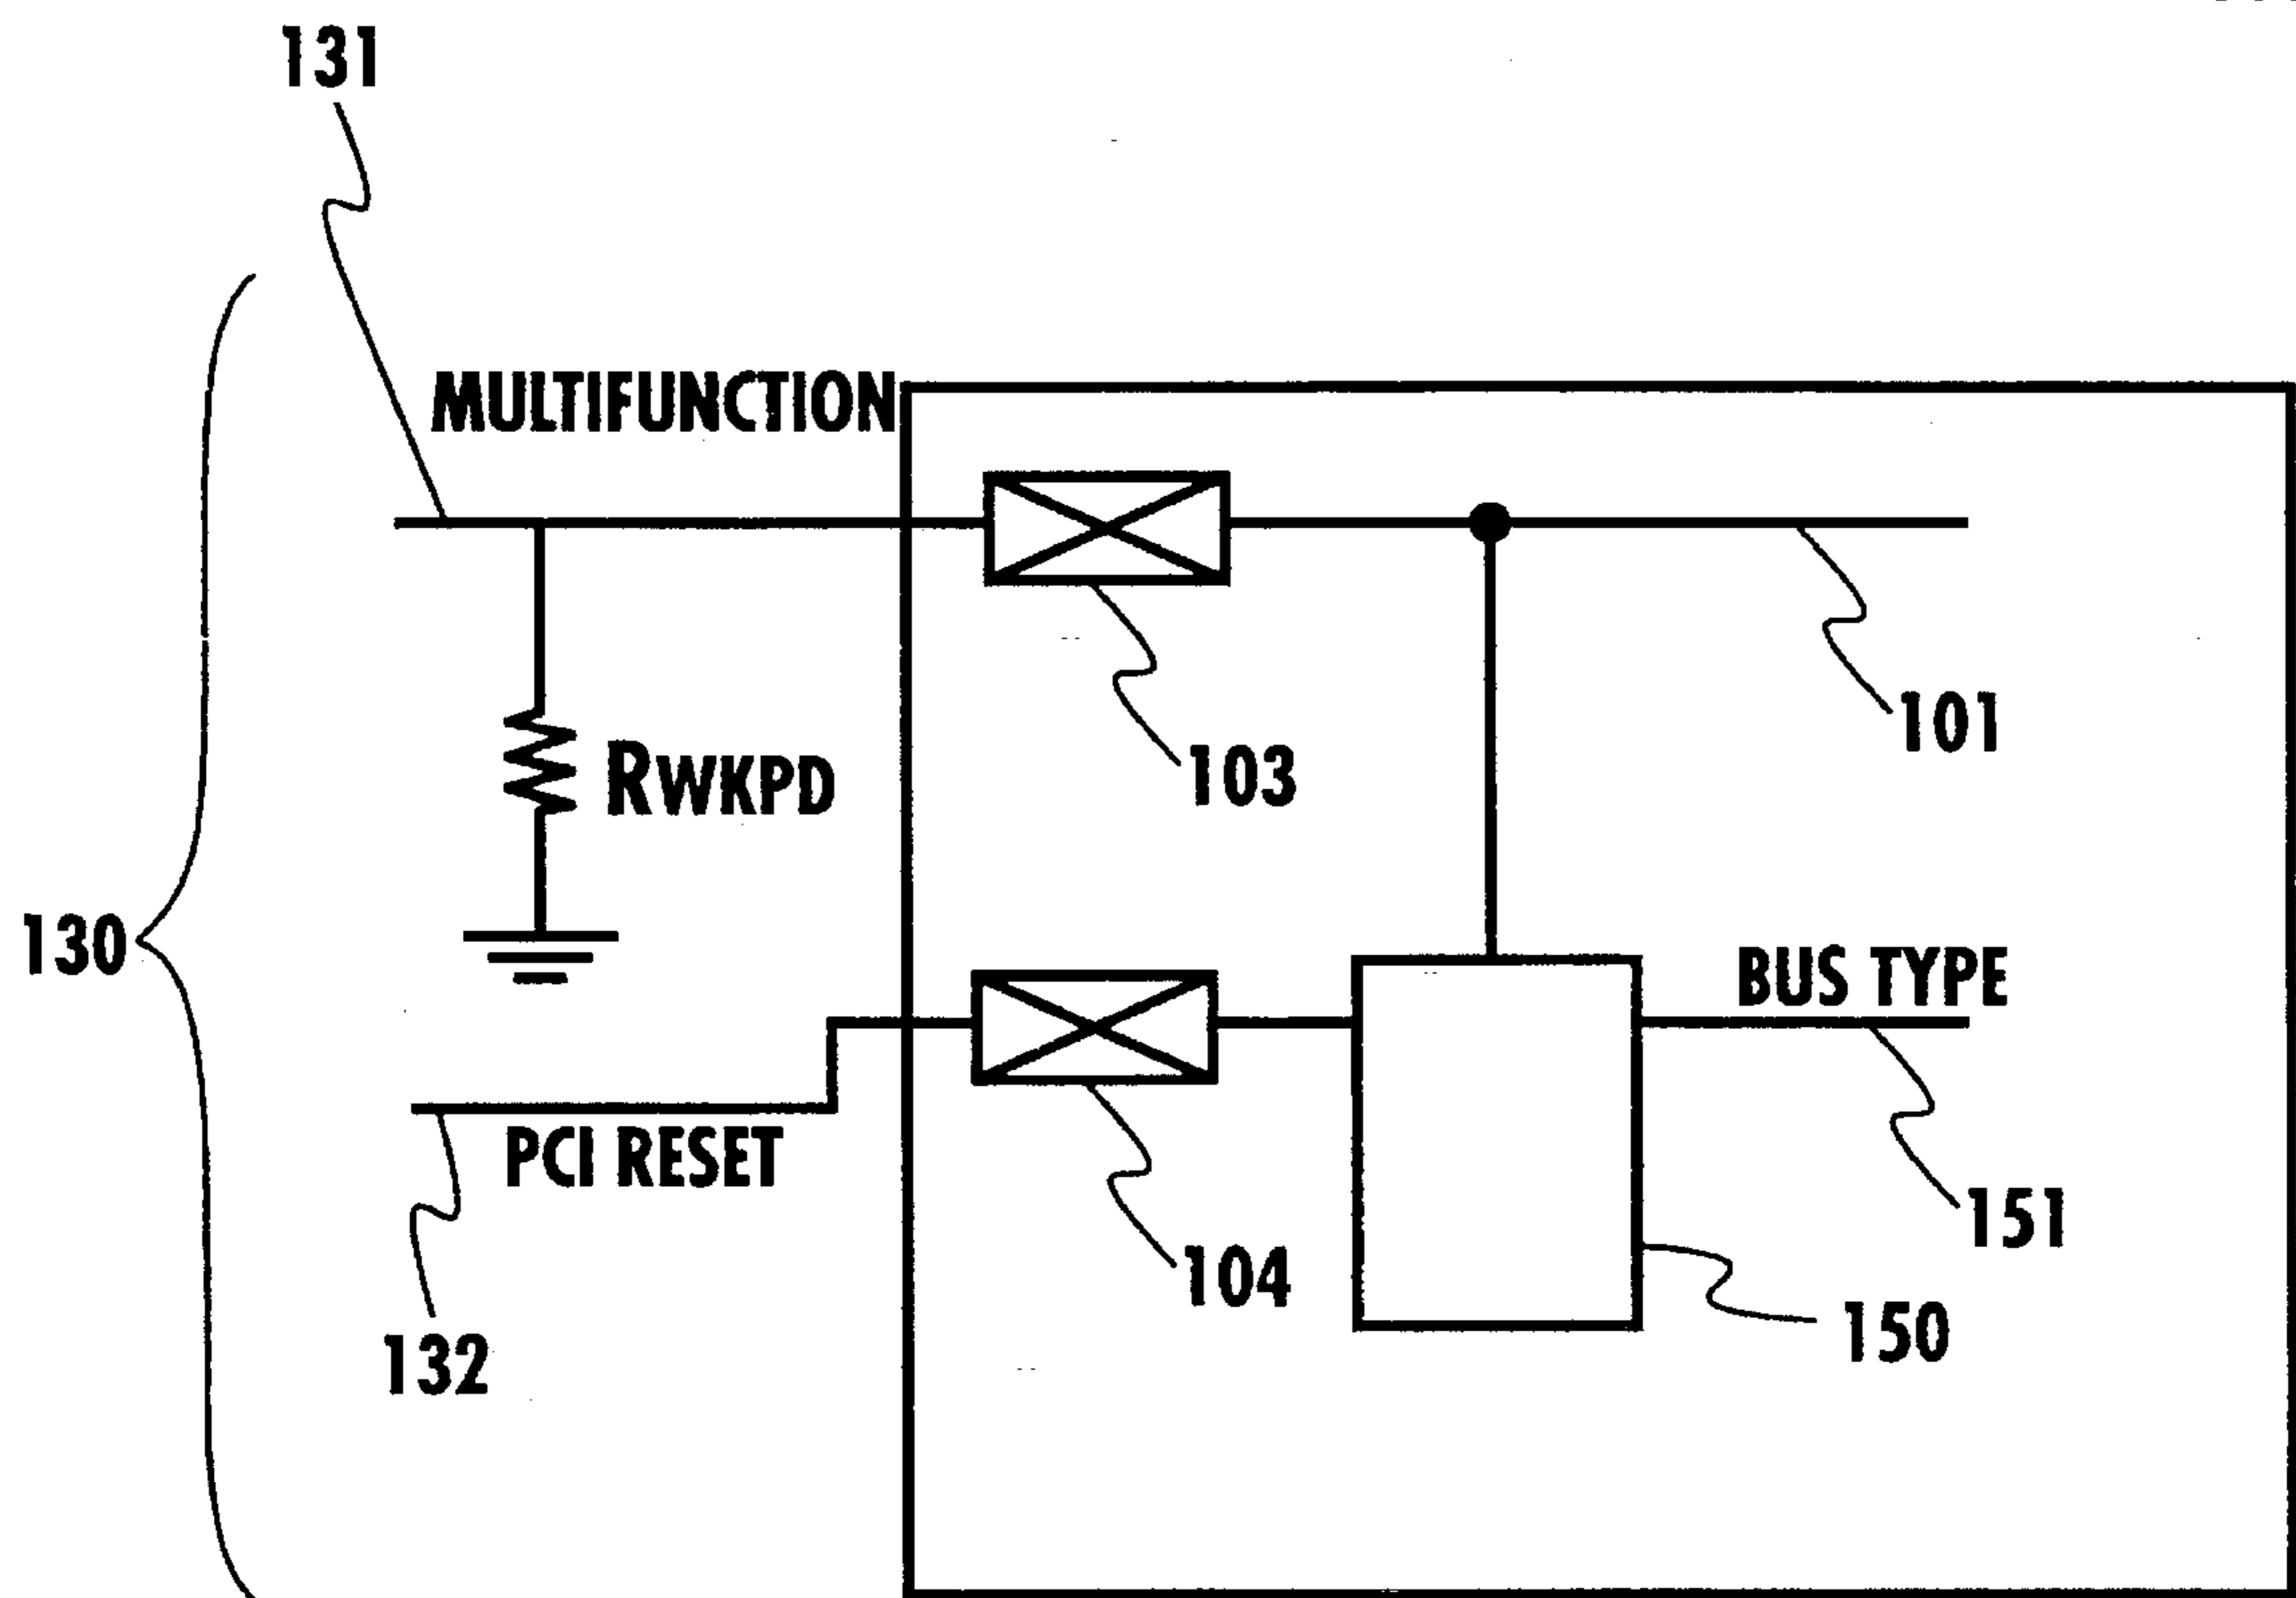 131
MULTIFUNCTION
101
103
RWKPD
130
BUS TYPE
PCI RESET
151
104
150
132